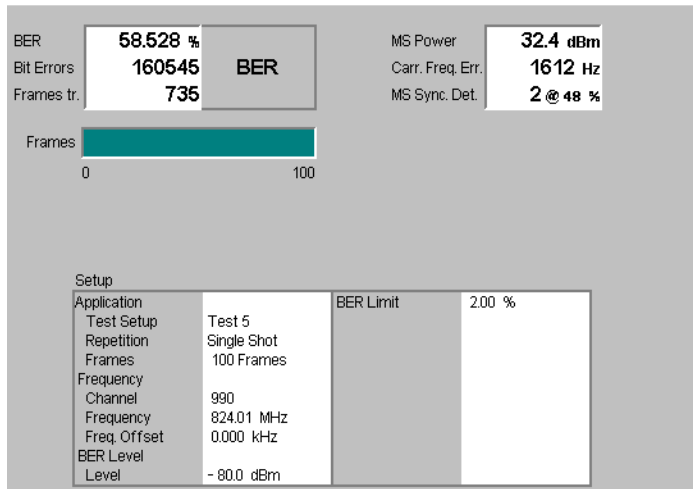 BER 58.528 % BER MS Power 32.4 dBm
Bit Errors 160545 Carr. Freq. Err. 1612 Hz
Frames tr. 735 MS Sync. Det. 2 @ 48 %
Frames
0 100
Setup
Application BER Limit 2.00 %
Test Setup Test 5
Repetition Single Shot
Frames 100 Frames
Frequency
Channel 990
Frequency 824.01 MHz
Freq. Offset 0.000 kHz
BER Level
Level - 80.0 dBm